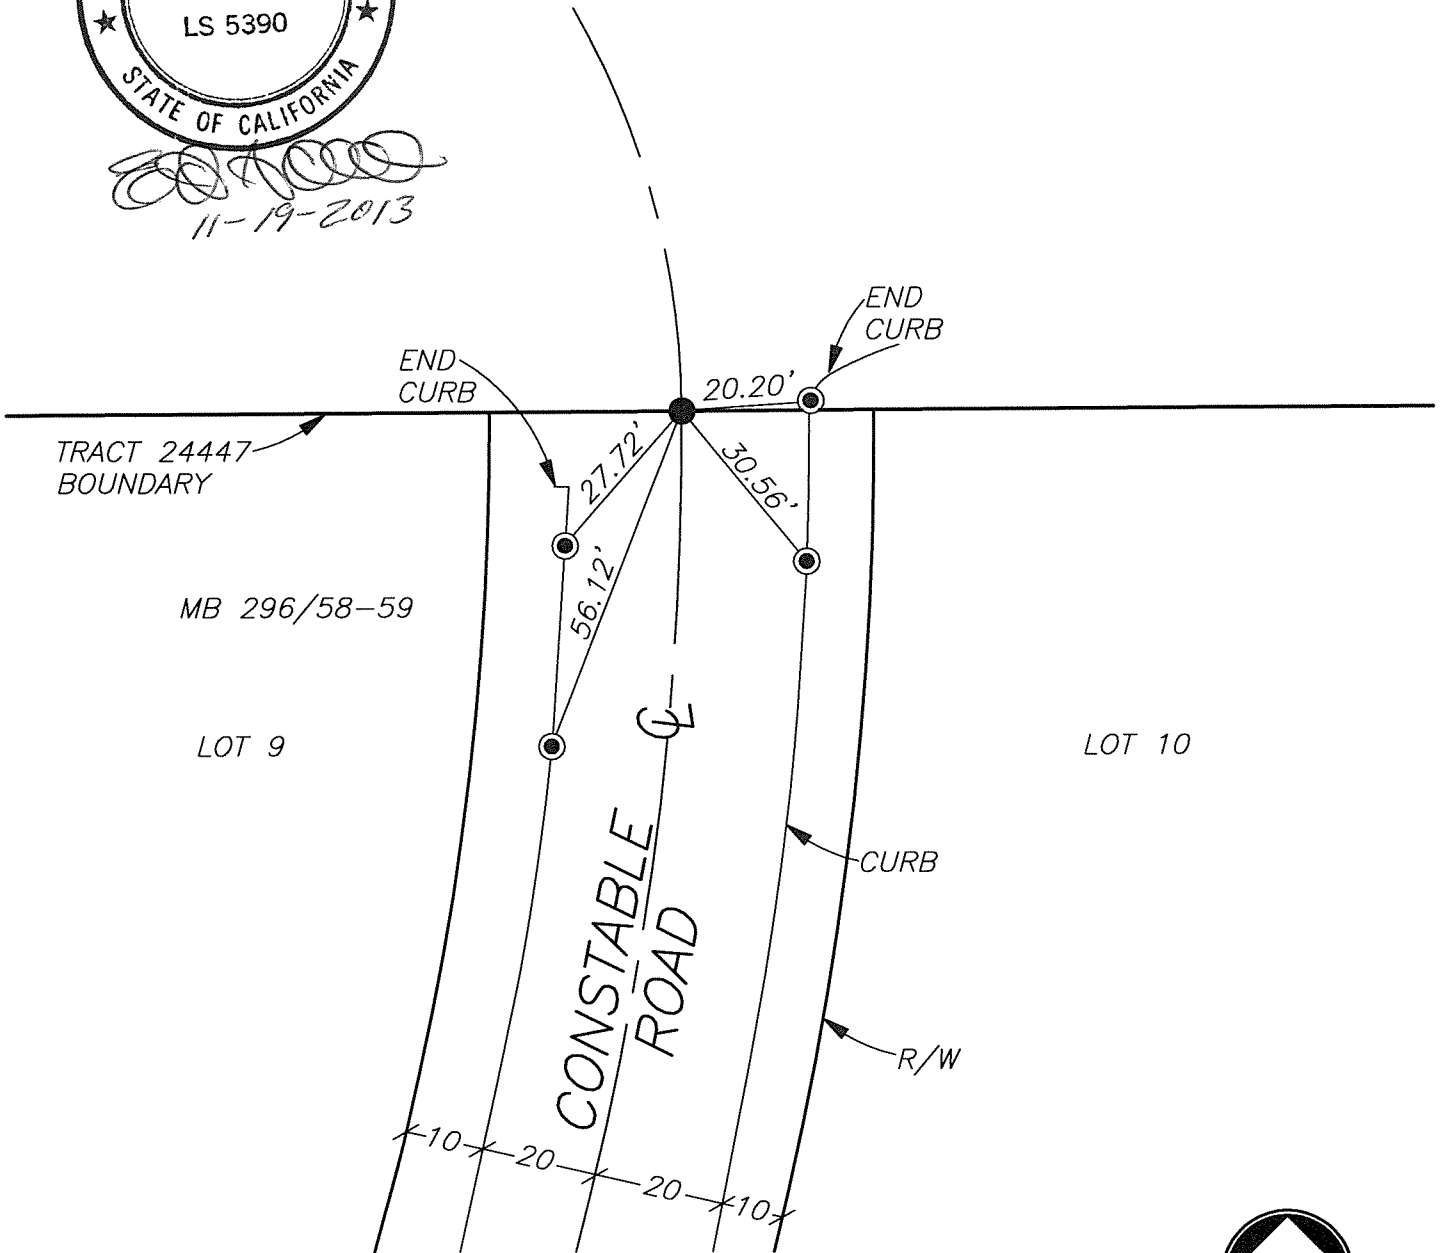 LS 5390
STATE OF CALIFORNIA
11-19-2013
END
CURB
END
CURB
20.20'
TRACT 24447
BOUNDARY
27.72'
30.56'
56.12'
MB 296/58-59
LOT 9
LOT 10
CL
CONSTABLE
ROAD
CURB
R/W
10
20
20
10